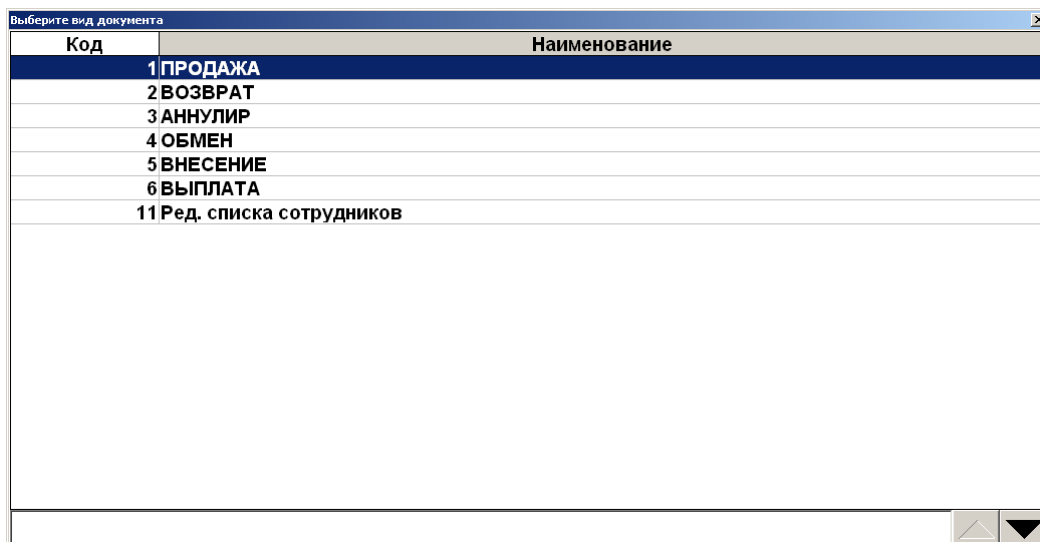 Выберите вид документа
Код Наименование
1 ПРОДАЖА
2 ВОЗВРАТ
3 АННУЛИР
4 ОБМЕН
5 ВНЕСЕНИЕ
6 ВЫПЛАТА
11 Ред. списка сотрудников